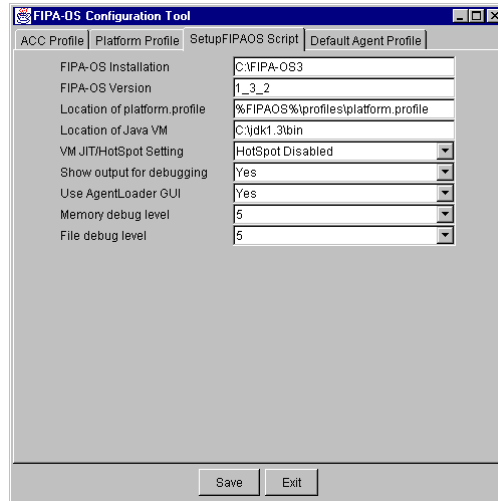 FIPA-OS Configuration Tool
ACC Profile Platform Profile SetupFIPAOS Script Default Agent Profile
FIPA-OS Installation C:\FIPA-OS3
FIPA-OS Version 1_3_2
Location of platform.profile %FIPAOS%\profiles\platform.profile
Location of Java VM C:\jdk1.3\bin
VM JIT/HotSpot Setting HotSpot Disabled
Show output for debugging Yes
Use AgentLoader GUI Yes
Memory debug level 5
File debug level 5
Save Exit